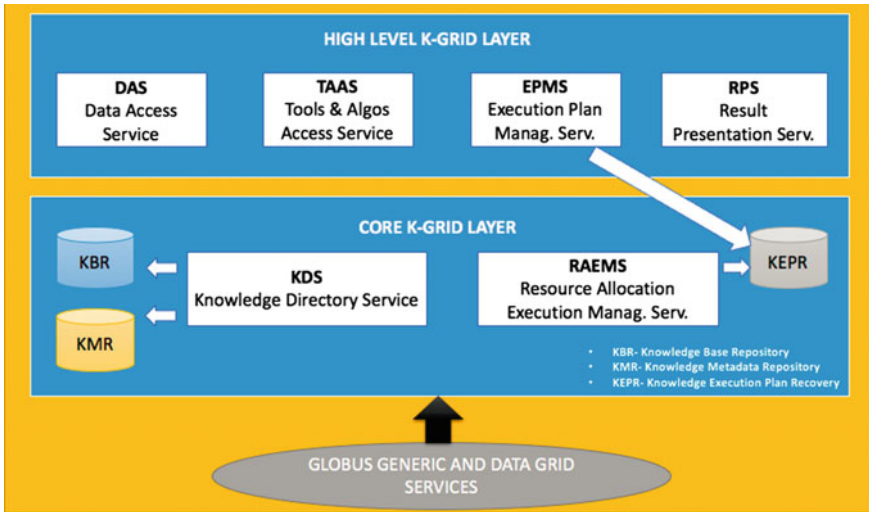 HIGH LEVEL K-GRID LAYER
DAS
Data Access
Service
TAAS
Tools & Algos
Access Service
EPMS
Execution Plan
Manag. Serv.
RPS
Result
Presentation Serv.
CORE K-GRID LAYER
KBR
KMR
KDS
Knowledge Directory Service
RAEMS
Resource Allocation
Execution Manag. Serv.
KEPR
• KBR- Knowledge Base Repository
• KMR- Knowledge Metadata Repository
• KEPR- Knowledge Execution Plan Recovery
GLOBUS GENERIC AND DATA GRID
SERVICES